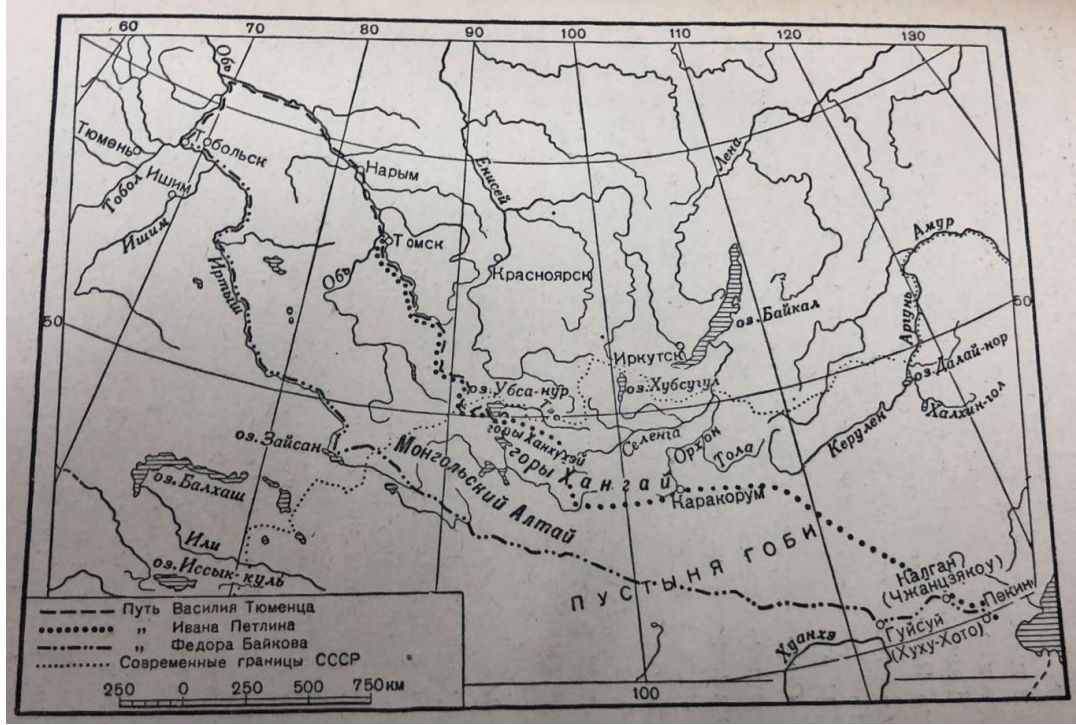 60
70
80
90
100
110
120
130
Обь
Тюмень
Тобольск
Тобол
Ишим
Ишим
Нарым
Енисей
Лена
Томск
Обь
Красноярск
Иртыш
Амур
Аргунь
50
50
оз. Байкал
Иркутск
оз. Хубсугул
оз. Убса-нур
оз. Далай-нор
Халхин-гол
горы Ханхухэй
Селенга
Орхон
Тола
Керулен
оз. Зайсан
Монгольский Алтай
горы Хангай
Каракорум
оз. Балхаш
Или
оз. Иссык-куль
ПУСТЫНЯ ГОБИ
Калган
(Чжанцзякоу)
Пекин
Гуйсуй
(Хуху-Хото)
Хуанхэ
Путь Василия Тюменца
„ Ивана Петлина
„ Федора Байкова
Современные границы СССР
250 0 250 500 750 км
100